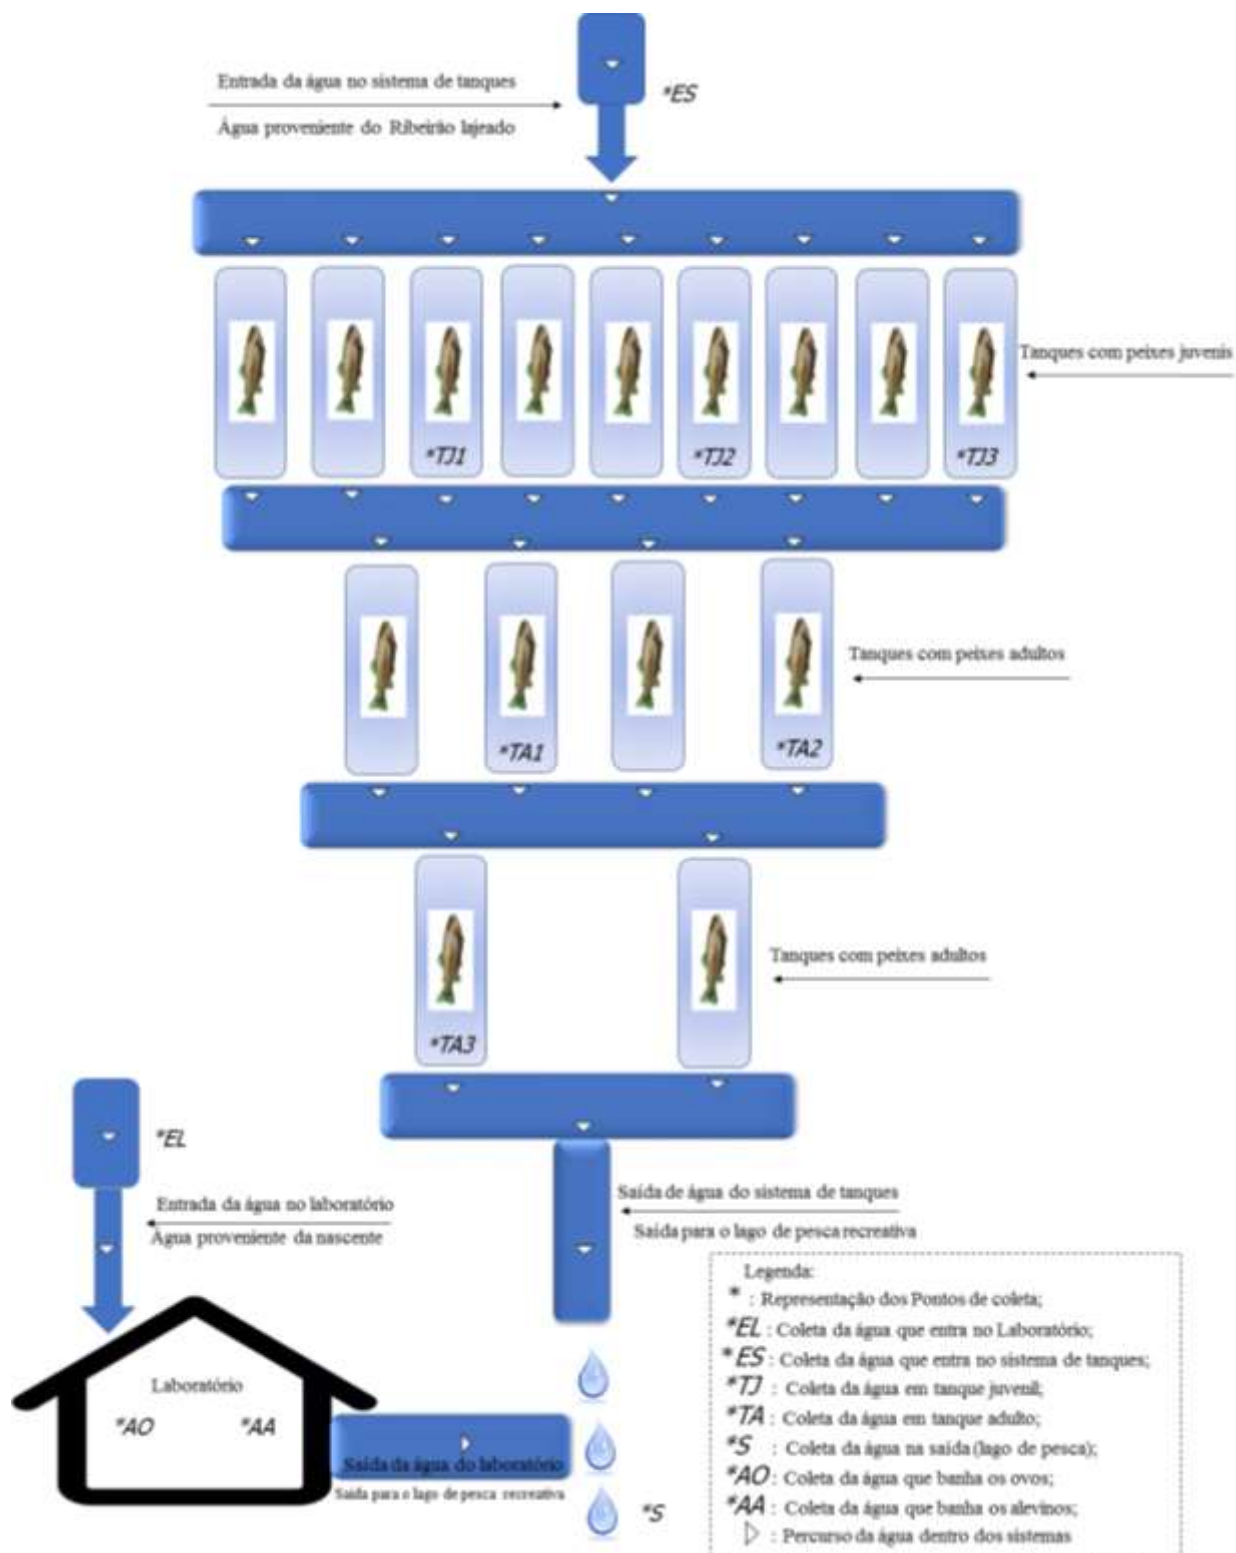 Entrada da água no sistema de tanques
*ES
Água proveniente do Ribeirão lajeado
Tanques com peixes juvenis
*TJ1
*TJ2
*TJ3
Tanques com peixes adultos
*TA1
*TA2
Tanques com peixes adultos
*TA3
*EL
Entrada da água no laboratório
Água proveniente da nascente
Saída de água do sistema de tanques
Saída para o lago de pesca recreativa
Laboratório
*AO
*AA
Saída da água do laboratório
Saída para o lago de pesca recreativa
*S
Legenda:
* : Representação dos Pontos de coleta;
*EL : Coleta da água que entra no Laboratório;
*ES : Coleta da água que entra no sistema de tanques;
*TJ : Coleta da água em tanque juvenil;
*TA : Coleta da água em tanque adulto;
*S : Coleta da água na saída (lago de pesca);
*AO : Coleta da água que banha os ovos;
*AA : Coleta da água que banha os alevinos;
▷ : Percurso da água dentro dos sistemas